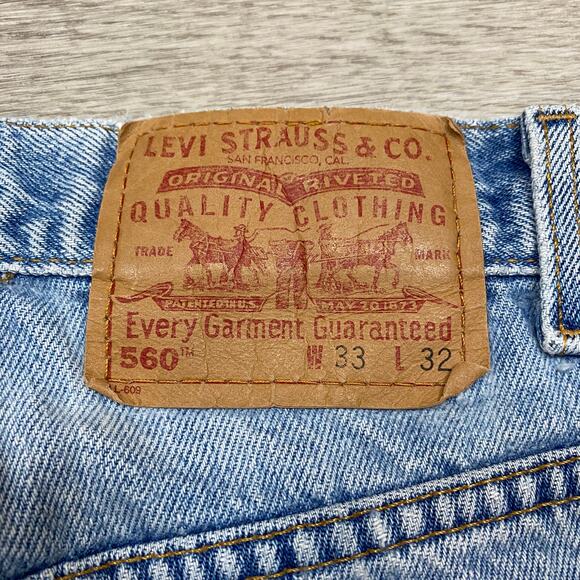 LEVI STRAUSS & CO.
SAN FRANCISCO, CAL.
ORIGINAL RIVETED
QUALITY CLOTHING
TRADE MARK
PATENTED IN U.S. MAY 20 1873
Every Garment Guaranteed
560™ W 33 L 32
L-609